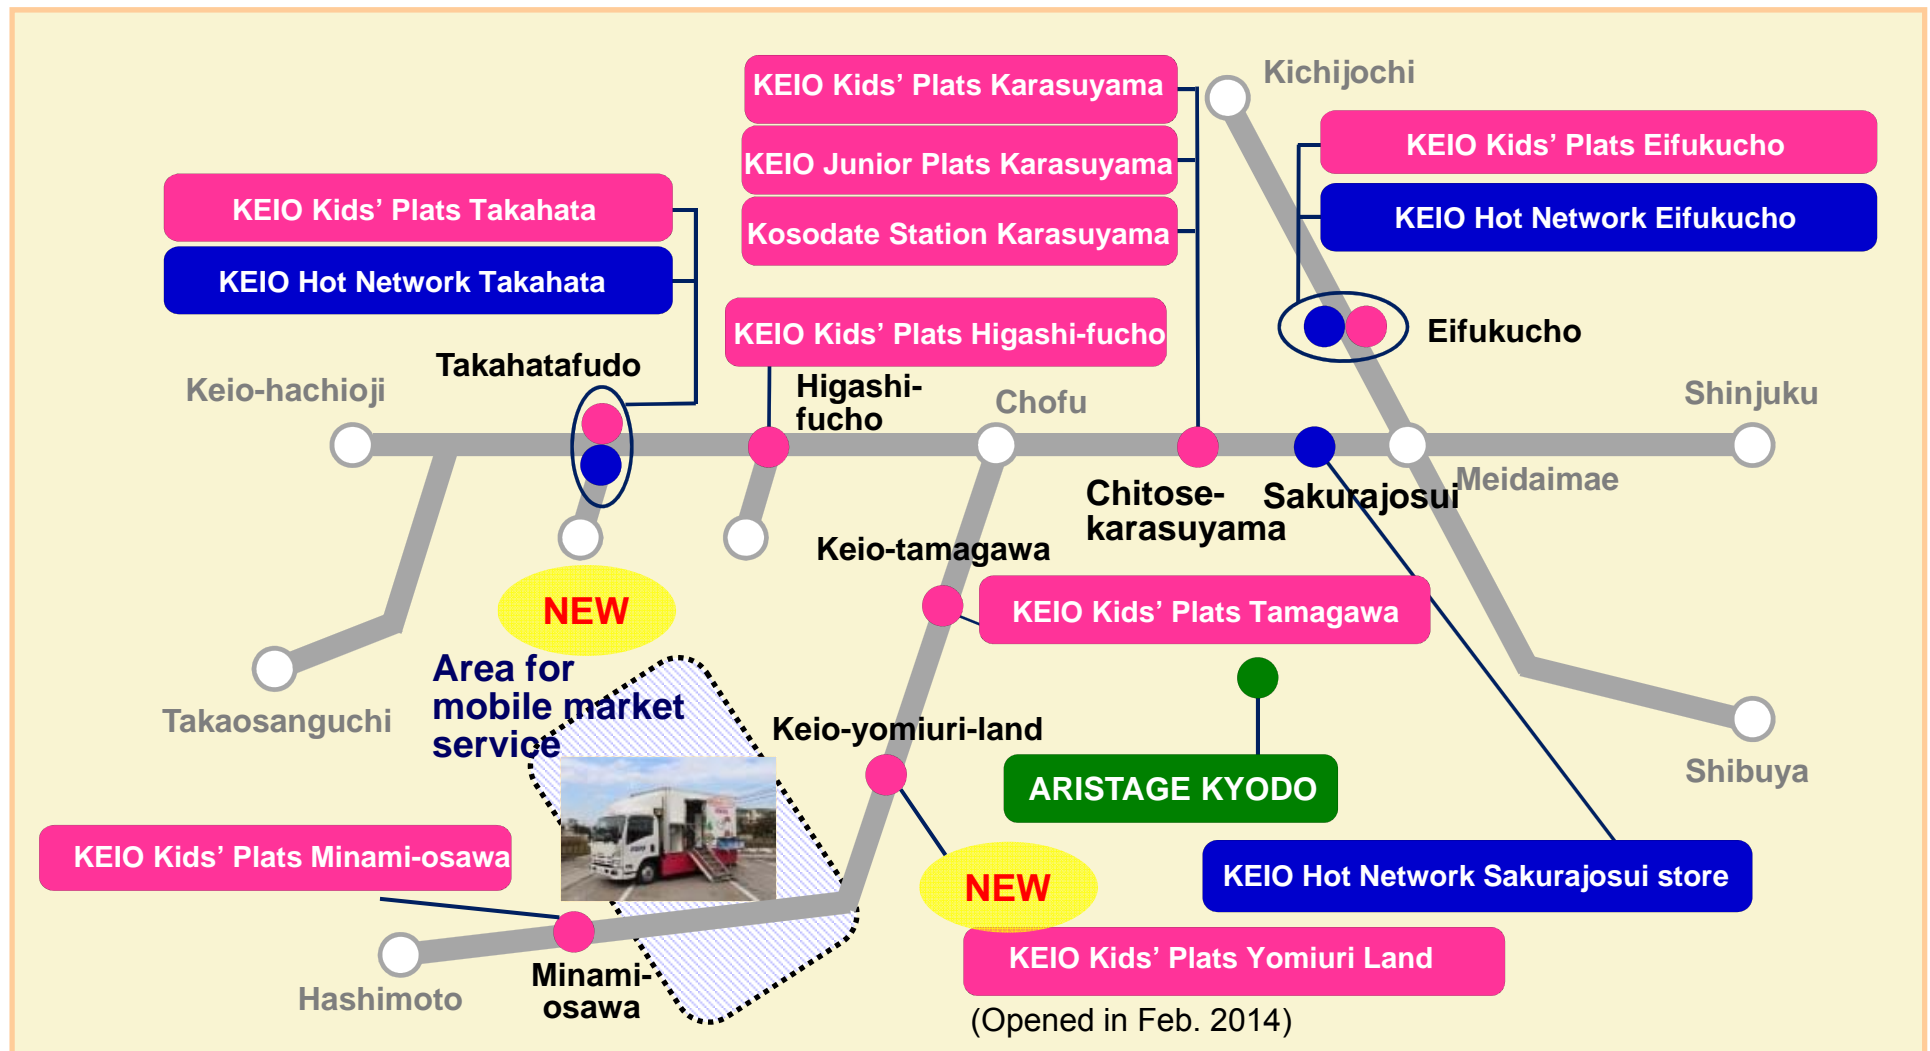 Kichijochi
KEIO Kids’ Plats Karasuyama
KEIO Junior Plats Karasuyama
Kosodate Station Karasuyama
KEIO Kids’ Plats Eifukucho
KEIO Hot Network Eifukucho
KEIO Kids’ Plats Takahata
KEIO Hot Network Takahata
KEIO Kids’ Plats Higashi-fucho
Eifukucho
Takahatafudo
Keio-hachioji
Higashi-
fucho
Chofu
Shinjuku
Meidaimae
Chitose-
karasuyama
Sakurajosui
Keio-tamagawa
KEIO Kids’ Plats Tamagawa
NEW
Area for
mobile market
service
Takaosanguchi
Keio-yomiuri-land
ARISTAGE KYODO
Shibuya
KEIO Kids’ Plats Minami-osawa
NEW
KEIO Hot Network Sakurajosui store
KEIO Kids’ Plats Yomiuri Land
(Opened in Feb. 2014)
Minami-
osawa
Hashimoto